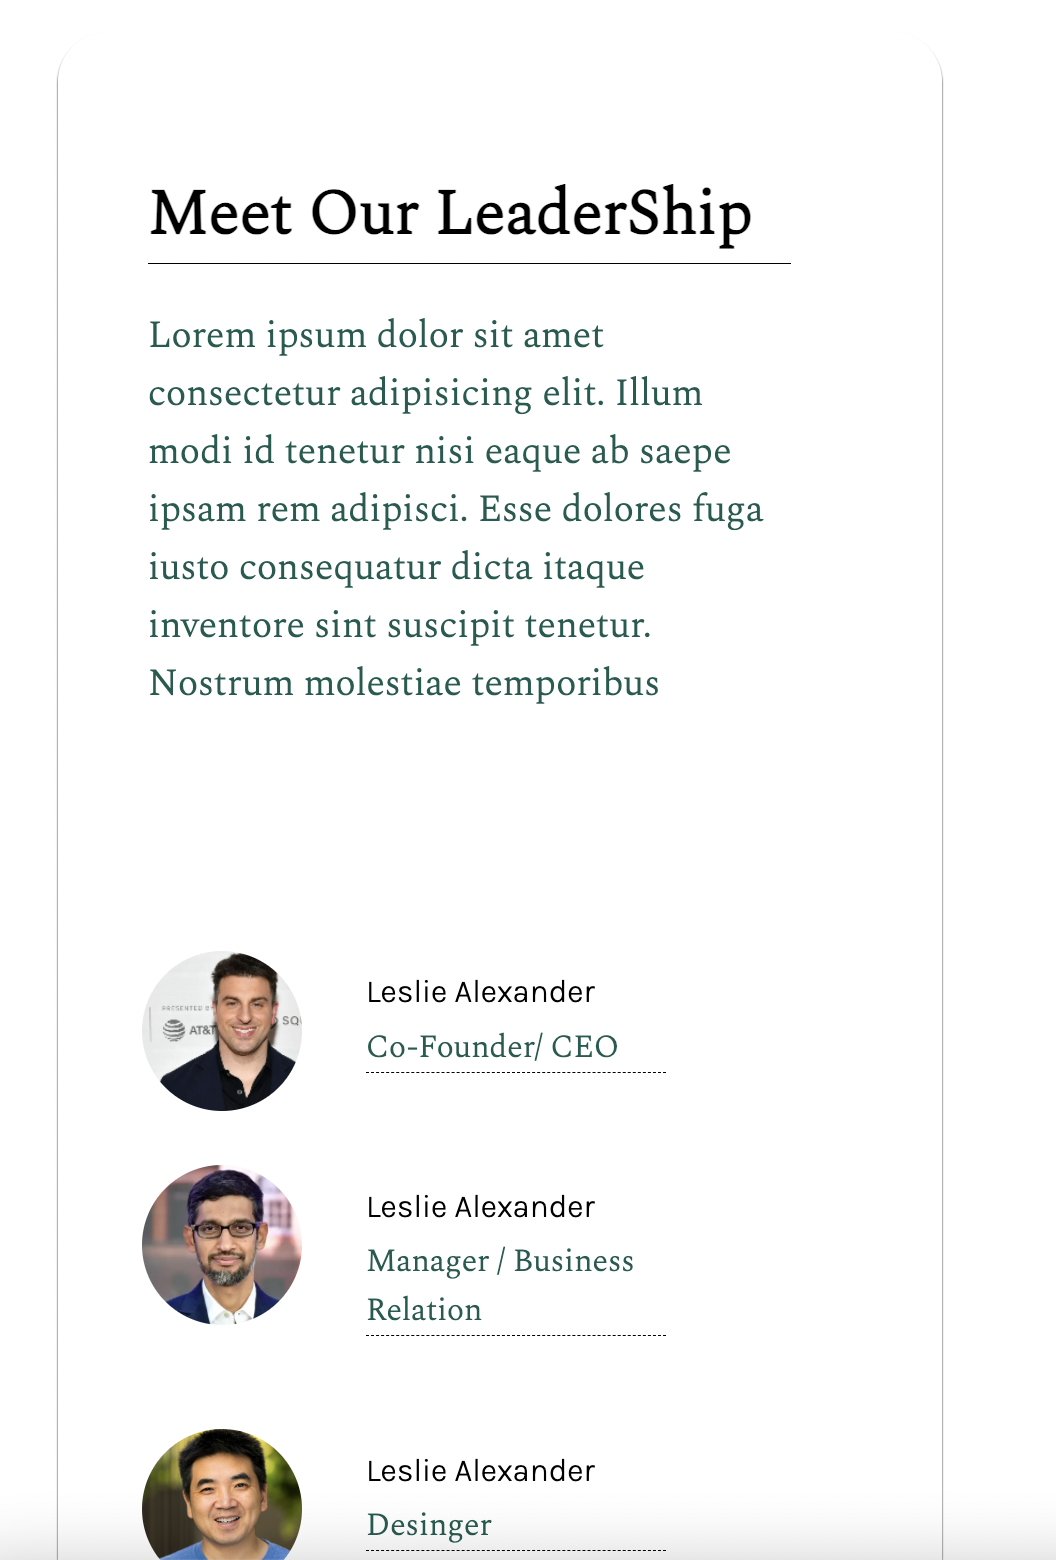 Meet Our LeaderShip
Lorem ipsum dolor sit amet
consectetur adipisicing elit. Illum
modi id tenetur nisi eaque ab saepe
ipsam rem adipisci. Esse dolores fuga
iusto consequatur dicta itaque
inventore sint suscipit tenetur.
Nostrum molestiae temporibus
PRESENTED
AT&T
SQU
Leslie Alexander
Co-Founder/ CEO
Leslie Alexander
Manager / Business
Relation
Leslie Alexander
Desinger